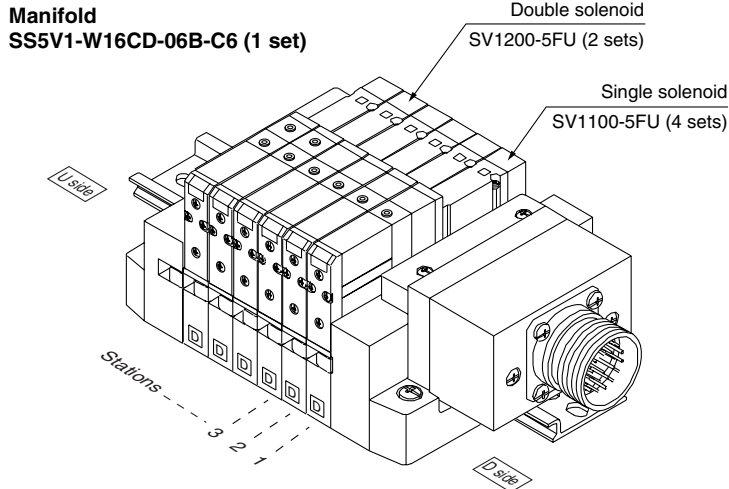 Manifold
SS5V1-W16CD-06B-C6 (1 set)
Double solenoid
SV1200-5FU (2 sets)
Single solenoid
SV1100-5FU (4 sets)
U side
D D D D D D
Stations
3
2
1
D side